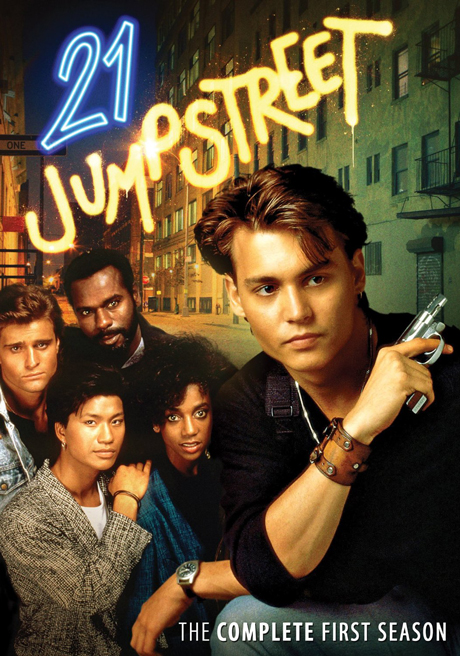 21
JUMPSTREET
ONE
THE COMPLETE FIRST SEASON